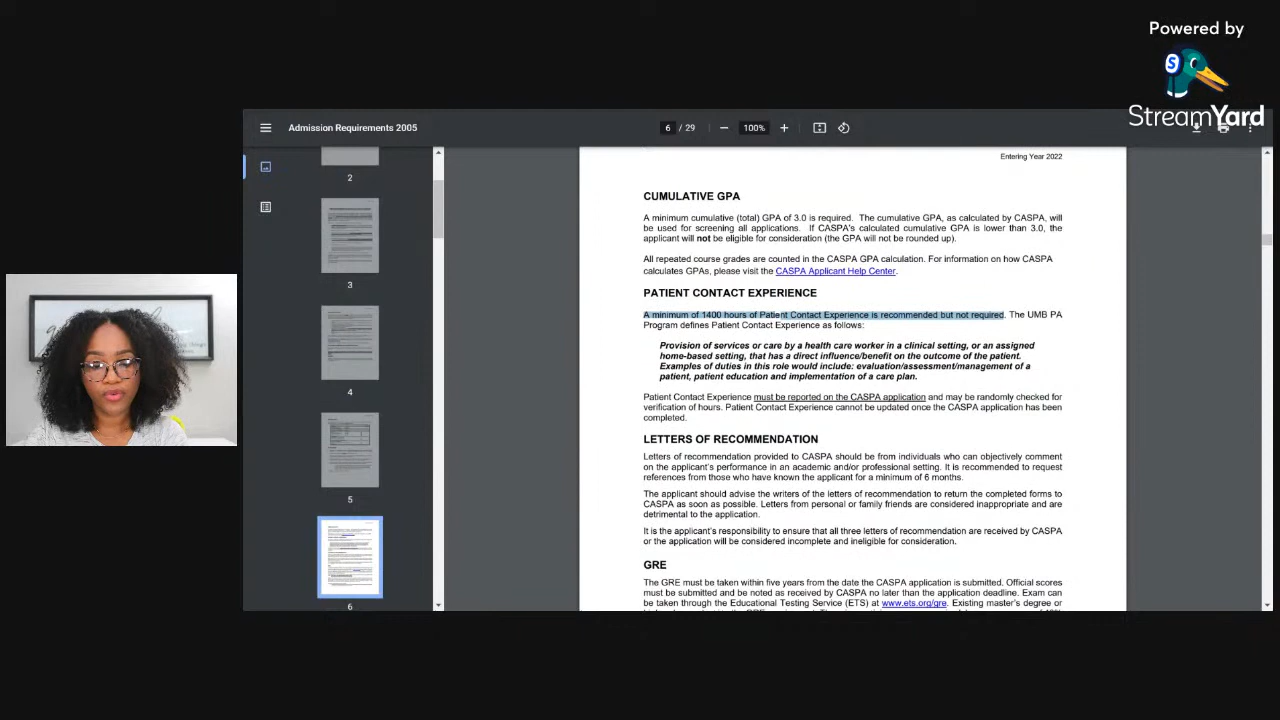 Powered by
StreamYard
Admission Requirements 2005
6 / 29
100%
2
3
4
5
6
Entering Year 2022
CUMULATIVE GPA
A minimum cumulative (total) GPA of 3.0 is required. The cumulative GPA, as calculated by CASPA, will
be used for screening all applications. If CASPA's calculated cumulative GPA is lower than 3.0, the
applicant will not be eligible for consideration (the GPA will not be rounded up).
All repeated course grades are counted in the CASPA GPA calculation. For information on how CASPA
calculates GPAs, please visit the CASPA Applicant Help Center.
PATIENT CONTACT EXPERIENCE
A minimum of 1400 hours of Patient Contact Experience is recommended but not required. The UMB PA
Program defines Patient Contact Experience as follows:
Provision of services or care by a health care worker in a clinical setting, or an assigned
home-based setting, that has a direct influence/benefit on the outcome of the patient.
Examples of duties in this role would include: evaluation/assessment/management of a
patient, patient education and implementation of a care plan.
Patient Contact Experience must be reported on the CASPA application and may be randomly checked for
verification of hours. Patient Contact Experience cannot be updated once the CASPA application has been
completed.
LETTERS OF RECOMMENDATION
Letters of recommendation provided to CASPA should be from individuals who can objectively comment
on the applicant's performance in an academic and/or professional setting. It is recommended to request
references from those who have known the applicant for a minimum of 6 months.
The applicant should advise the writers of the letters of recommendation to return the completed forms to
CASPA as soon as possible. Letters from personal or family friends are considered inappropriate and are
detrimental to the application.
It is the applicant's responsibility to ensure that all three letters of recommendation are received by CASPA
or the application will be considered incomplete and ineligible for consideration.
GRE
The GRE must be taken within five years from the date the CASPA application is submitted. Official scores
must be submitted and be noted as received by CASPA no later than the application deadline. Exam can
be taken through the Educational Testing Service (ETS) at www.ets.org/gre. Existing master's degree or